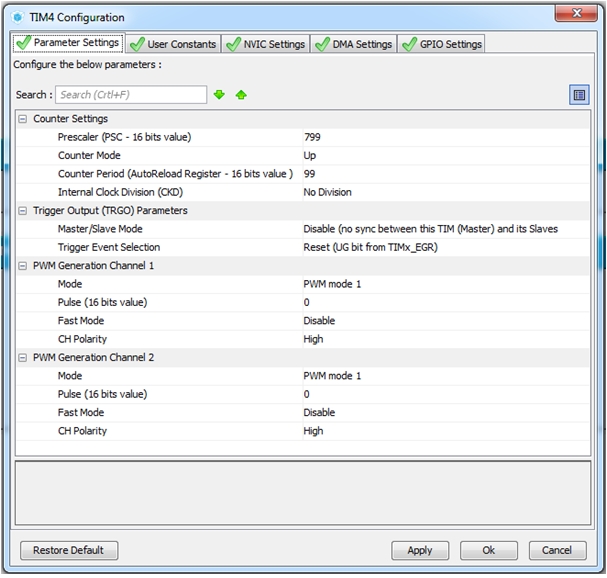 TIM4 Configuration
Parameter Settings User Constants NVIC Settings DMA Settings GPIO Settings
Configure the below parameters :
Search : Search (Crtl+F)
Counter Settings
Prescaler (PSC - 16 bits value) 799
Counter Mode Up
Counter Period (AutoReload Register - 16 bits value ) 99
Internal Clock Division (CKD) No Division
Trigger Output (TRGO) Parameters
Master/Slave Mode Disable (no sync between this TIM (Master) and its Slaves
Trigger Event Selection Reset (UG bit from TIMx_EGR)
PWM Generation Channel 1
Mode PWM mode 1
Pulse (16 bits value) 0
Fast Mode Disable
CH Polarity High
PWM Generation Channel 2
Mode PWM mode 1
Pulse (16 bits value) 0
Fast Mode Disable
CH Polarity High
Restore Default Apply Ok Cancel